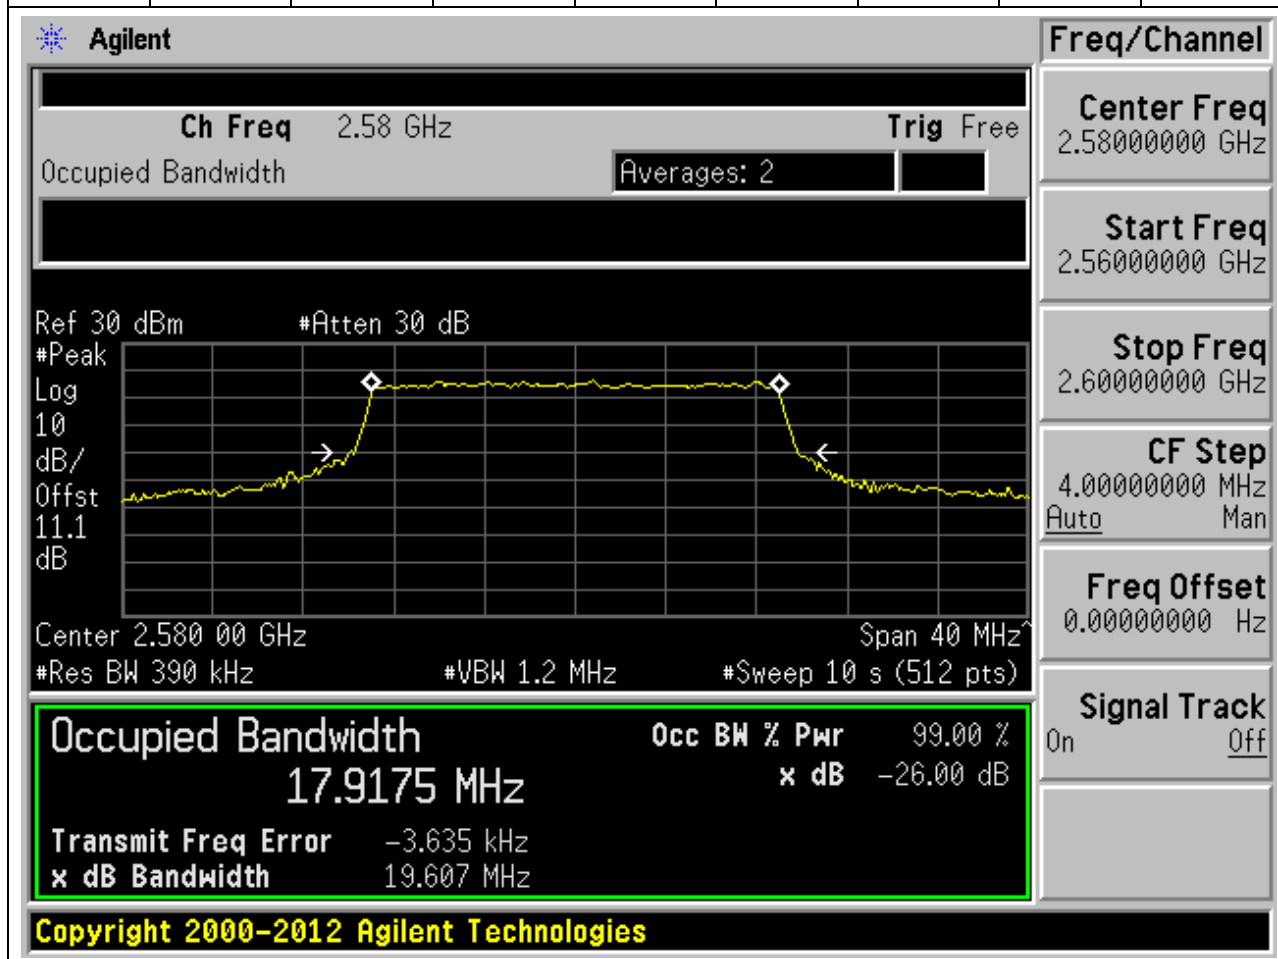 Agilent
Freq/Channel
Ch Freq 2.58 GHz Trig Free
Occupied Bandwidth Averages: 2
Center Freq
2.58000000 GHz
Start Freq
2.56000000 GHz
Stop Freq
2.60000000 GHz
CF Step
4.00000000 MHz
Auto Man
Freq Offset
0.00000000 Hz
Signal Track
On Off
Ref 30 dBm #Atten 30 dB
#Peak
Log
10
dB/
Offst
11.1
dB
Center 2.580 00 GHz Span 40 MHz^
#Res BW 390 kHz #VBW 1.2 MHz #Sweep 10 s (512 pts)
Occupied Bandwidth Occ BW % Pwr 99.00 %
17.9175 MHz x dB -26.00 dB
Transmit Freq Error -3.635 kHz
x dB Bandwidth 19.607 MHz
Copyright 2000-2012 Agilent Technologies